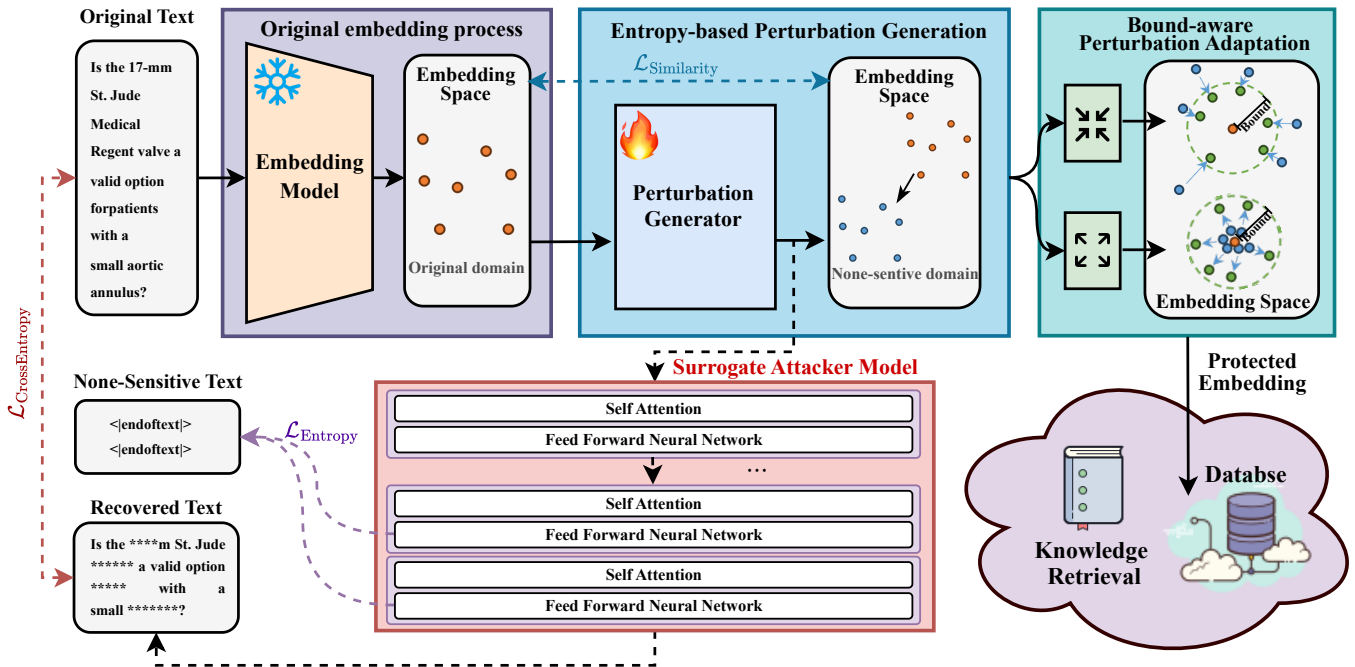 Original Text
Is the 17-mm
St. Jude
Medical
Regent valve a
valid option
forpatients
with a
small aortic
annulus?
Original embedding process
Embedding
Model
Embedding
Space
Original domain
ℒSimilarity
Entropy-based Perturbation Generation
Perturbation
Generator
Embedding
Space
None-sentive domain
Bound-aware
Perturbation Adaptation
Bound
Bound
Embedding Space
ℒCrossEntropy
None-Sensitive Text
<|endoftext|>
<|endoftext|>
ℒEntropy
Recovered Text
Is the ****m St. Jude
****** a valid option
***** with a
small *******?
Surrogate Attacker Model
Self Attention
Feed Forward Neural Network
...
Self Attention
Feed Forward Neural Network
Self Attention
Feed Forward Neural Network
Protected
Embedding
Databse
Knowledge
Retrieval